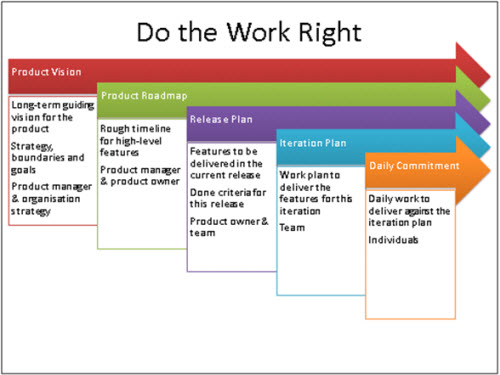 Do the Work Right
Product Vision
Long-term guiding
vision for the
product
Strategy,
boundaries and
goals
Product manager
& organisation
strategy
Product Roadmap
Rough timeline
for high-level
features
Product manager
& product owner
Release Plan
Features to be
delivered in the
current release
Done criteria for
this release
Product owner &
team
Iteration Plan
Work plan to
deliver the
features for this
iteration
Team
Daily Commitment
Daily work to
deliver against the
iteration plan
Individuals